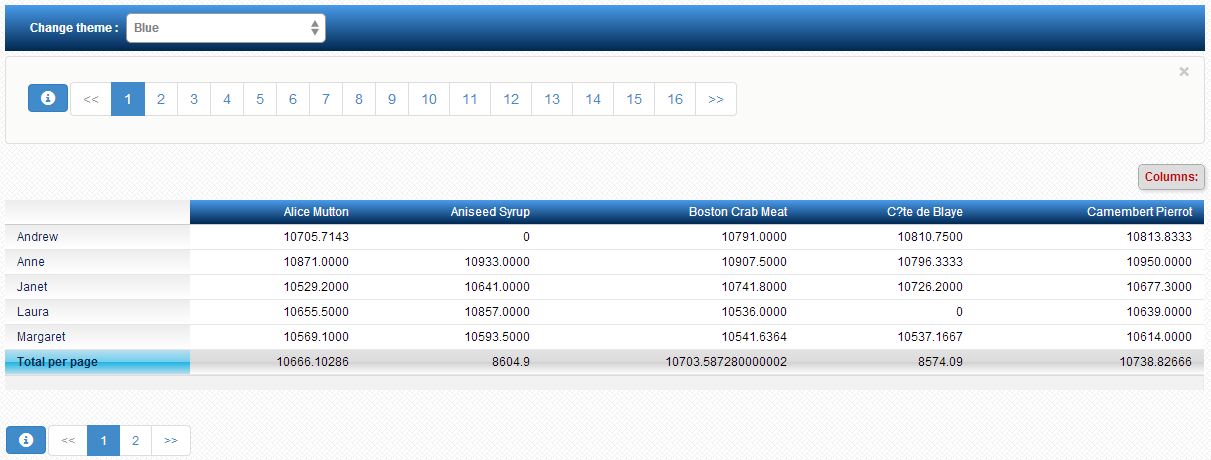 Change theme : Blue
×
<< 1 2 3 4 5 6 7 8 9 10 11 12 13 14 15 16 >>
Columns:
Alice Mutton Aniseed Syrup Boston Crab Meat C?te de Blaye Camembert Pierrot
Andrew 10705.7143 0 10791.0000 10810.7500 10813.8333
Anne 10871.0000 10933.0000 10907.5000 10796.3333 10950.0000
Janet 10529.2000 10641.0000 10741.8000 10726.2000 10677.3000
Laura 10655.5000 10857.0000 10536.0000 0 10639.0000
Margaret 10569.1000 10593.5000 10541.6364 10537.1667 10614.0000
Total per page 10666.10286 8604.9 10703.587280000002 8574.09 10738.82666
<< 1 2 >>